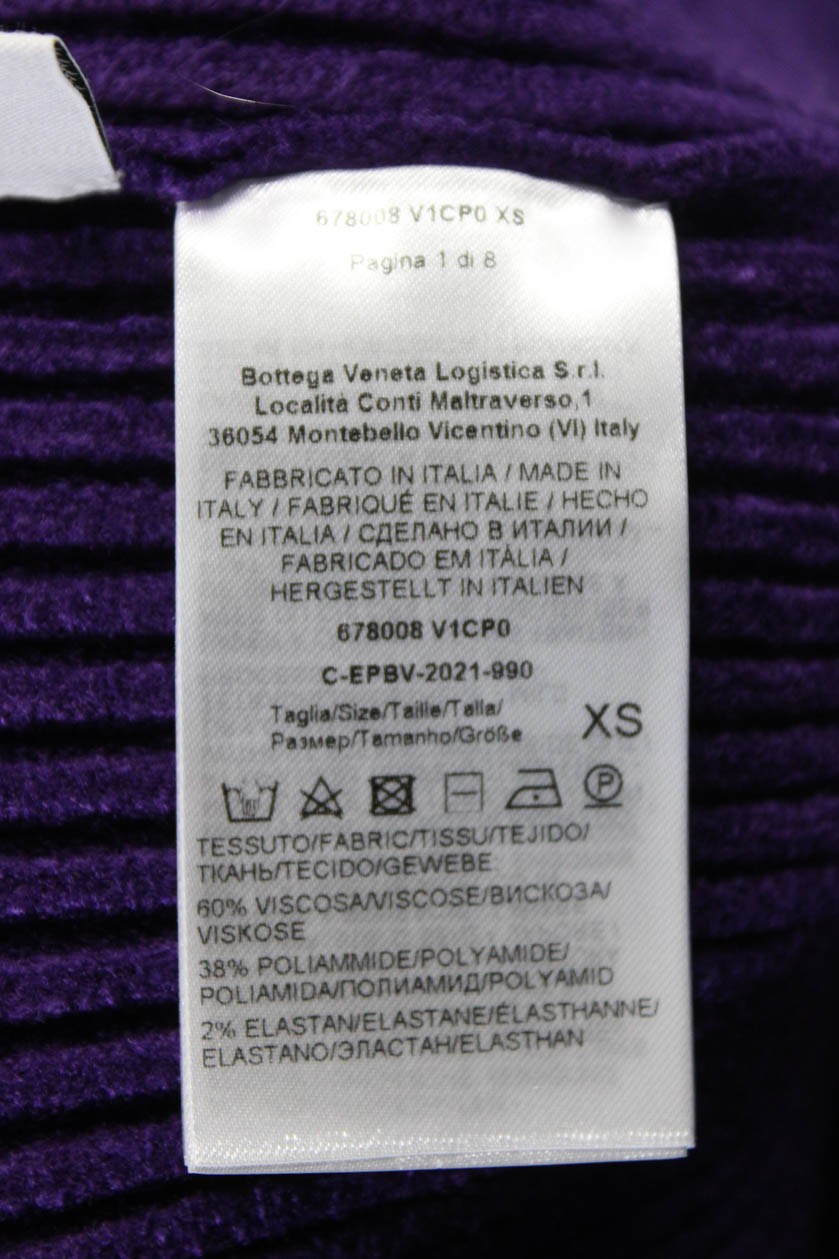 678008 V1CP0 XS
Pagina 1 di 8
Bottega Veneta Logistica S.r.l.
Località Conti Maltraverso,1
36054 Montebello Vicentino (VI) Italy
FABBRICATO IN ITALIA / MADE IN
ITALY / FABRIQUÉ EN ITALIE / HECHO
EN ITALIA / СДЕЛАНО В ИТАЛИИ /
FABRICADO EM ITÁLIA /
HERGESTELLT IN ITALIEN
678008 V1CP0
C-EPBV-2021-990
Taglia/Size/Taille/Talla/
Размер/Tamanho/Größe
XS
P
TESSUTO/FABRIC/TISSU/TEJIDO/
ТКАНЬ/TECIDO/GEWEBE
60% VISCOSA/VISCOSE/ВИСКОЗА/
VISKOSE
38% POLIAMMIDE/POLYAMIDE/
POLIAMIDA/ПОЛИАМИД/POLYAMID
2% ELASTAN/ELASTANE/ÉLASTHANNE/
ELASTANO/ЭЛАСТАН/ELASTHAN